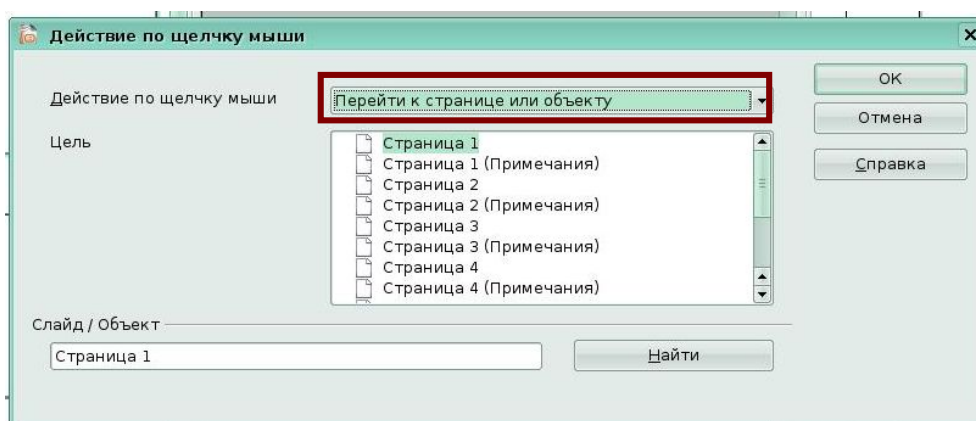 Действие по щелчку мыши
Действие по щелчку мыши
Перейти к странице или объекту
ОК
Отмена
Справка
Цель
Страница 1
Страница 1 (Примечания)
Страница 2
Страница 2 (Примечания)
Страница 3
Страница 3 (Примечания)
Страница 4
Страница 4 (Примечания)
Слайд / Объект
Страница 1
Найти